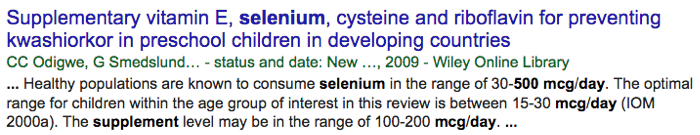 Supplementary vitamin E, selenium, cysteine and riboflavin for preventing
kwashiorkor in preschool children in developing countries
CC Odigwe, G Smedslund… - status and date: New …, 2009 - Wiley Online Library
... Healthy populations are known to consume selenium in the range of 30-500 mcg/day. The optimal
range for children within the age group of interest in this review is between 15-30 mcg/day (IOM
2000a). The supplement level may be in the range of 100-200 mcg/day. ...